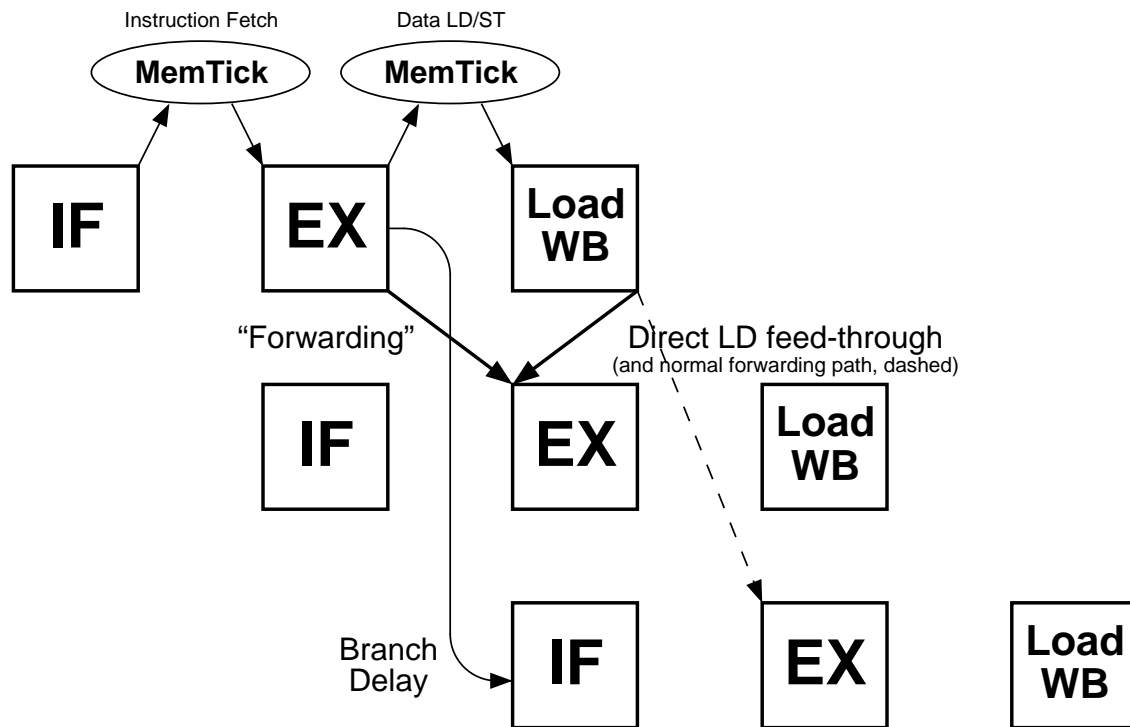 Instruction Fetch
Data LD/ST
MemTick
MemTick
IF
EX
Load
WB
“Forwarding”
Direct LD feed-through
(and normal forwarding path, dashed)
IF
EX
Load
WB
Branch
Delay
IF
EX
Load
WB